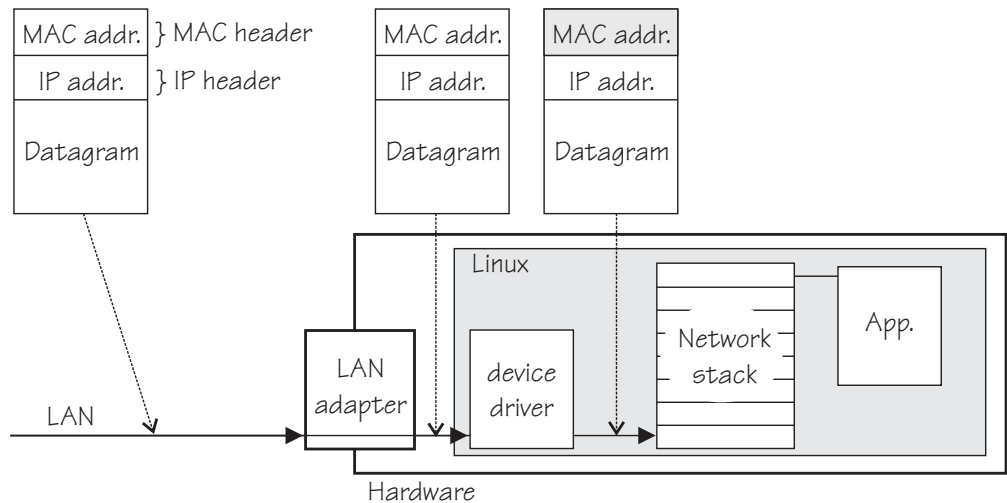 MAC addr.
} MAC header
IP addr.
} IP header
Datagram
MAC addr.
IP addr.
Datagram
MAC addr.
IP addr.
Datagram
Linux
LAN
LAN
adapter
device
driver
Network
stack
App.
Hardware